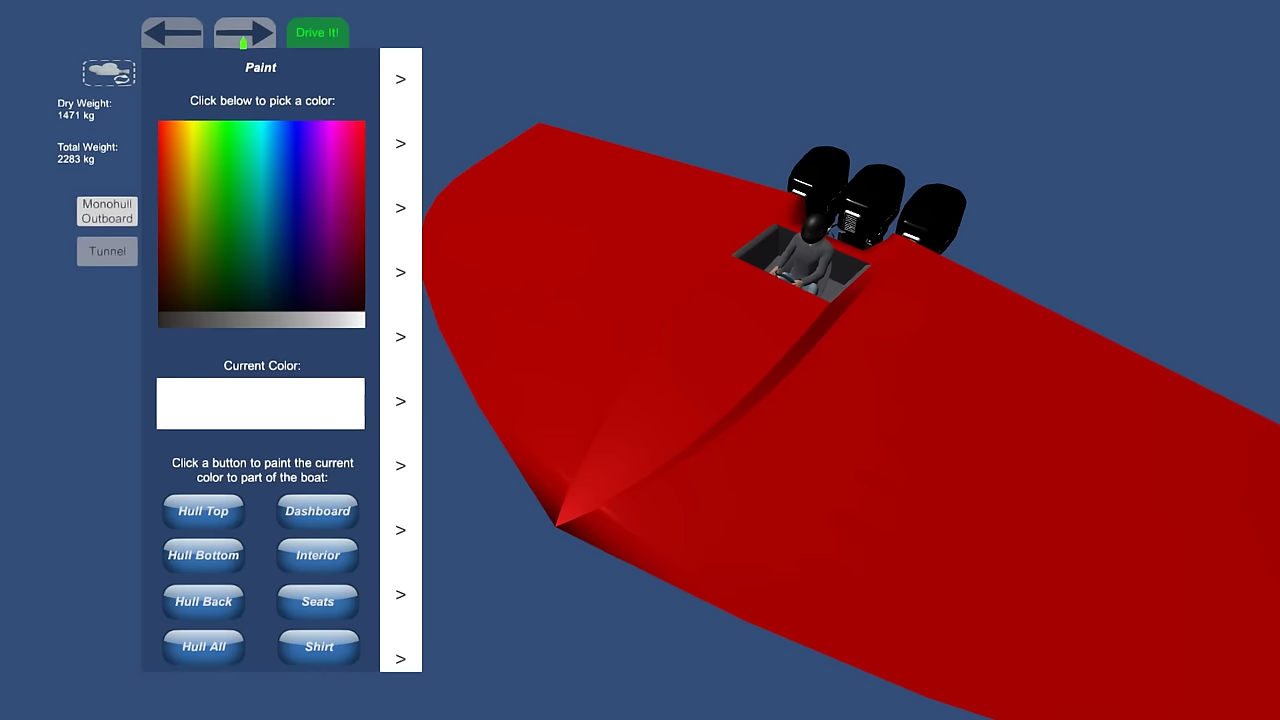 Drive It!
Paint
Click below to pick a color:
Dry Weight:
1471 kg
Total Weight:
2283 kg
Monohull
Outboard
Tunnel
Current Color:
Click a button to paint the current
color to part of the boat:
Hull Top
Dashboard
Hull Bottom
Interior
Hull Back
Seats
Hull All
Shirt
>
>
>
>
>
>
>
>
>
>